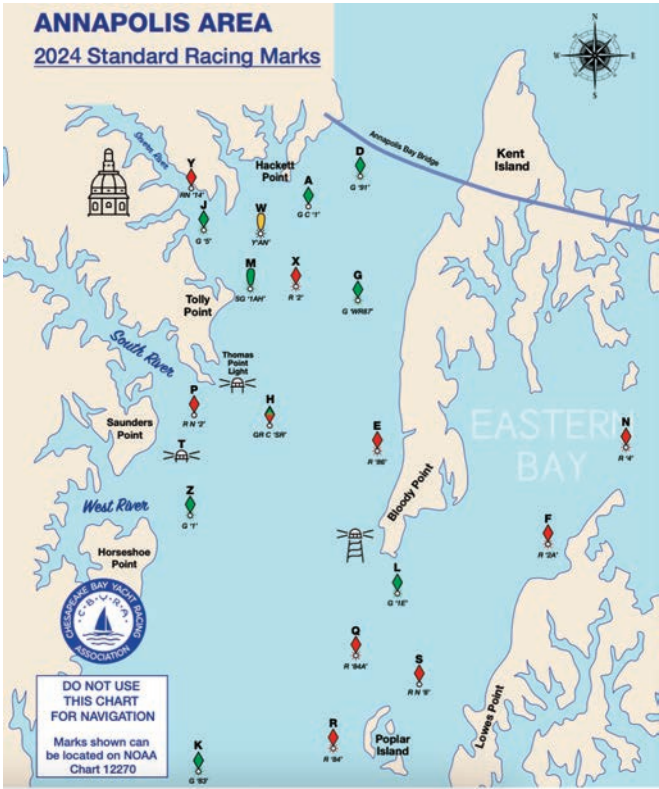 ANNAPOLIS AREA
2024 Standard Racing Marks
N
W
E
S
Annapolis Bay Bridge
Severn River
Y
RN '14'
Hackett
Point
D
G '91'
Kent
Island
A
G C '1'
J
G '5'
W
Y'AN'
M
SG '1AH'
X
R '2'
G
G 'WR87'
Tolly
Point
South River
Thomas
Point
Light
P
R N '2'
H
GR C 'SR'
Saunders
Point
T
E
R '86'
EASTERN
BAY
N
R '4'
Bloody Point
West River
Z
G '1'
F
R '2A'
Horseshoe
Point
L
G '1E'
CHESAPEAKE BAY YACHT RACING
C·B·Y·R·A
ASSOCIATION
Q
R '84A'
S
R N '8'
DO NOT USE
THIS CHART
FOR NAVIGATION
Marks shown can
be located on NOAA
Chart 12270
R
R '84'
Poplar
Island
Lowes Point
K
G '83'